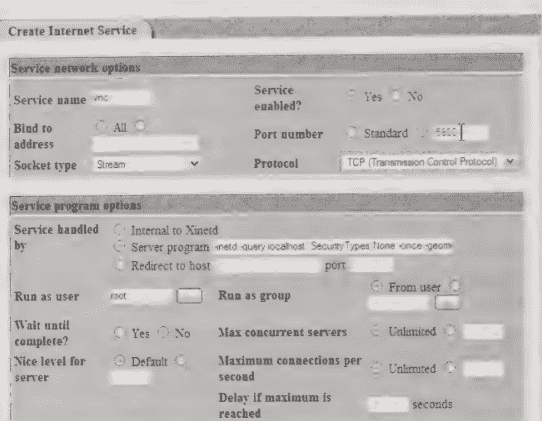 Create Internet Service
Service network options
Service name vnc
Service enabled? Yes No
Bind to address All
Port number Standard
Socket type Stream
Protocol TCP (Transmission Control Protocol)
Service program options
Service handled by Internal to Xinetd
Server program -inetd -query localhost SecurityTypes None -once -geom
Redirect to host port
Run as user root
Run as group From user
Wait until complete? Yes No
Max concurrent servers Unlimited
Nice level for server Default
Maximum connections per second Unlimited
Delay if maximum is reached seconds